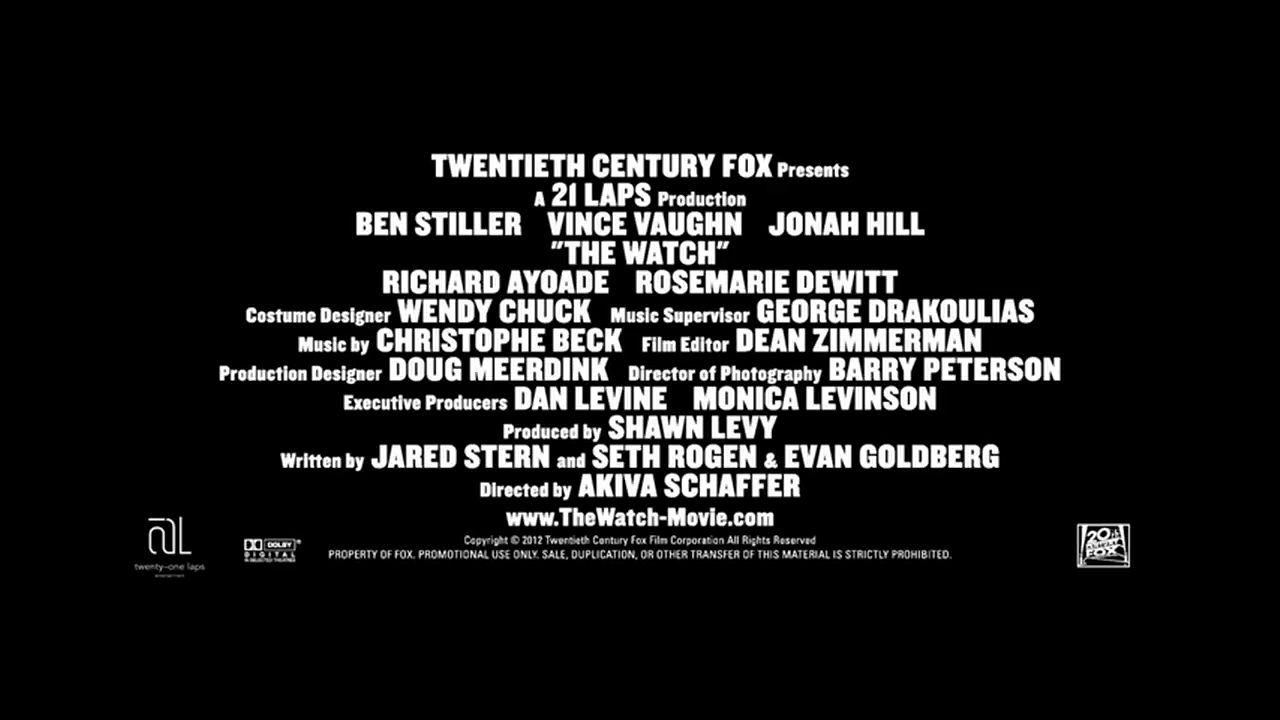 TWENTIETH CENTURY FOX Presents
A 21 LAPS Production
BEN STILLER VINCE VAUGHN JONAH HILL
"THE WATCH"
RICHARD AYOADE ROSEMARIE DEWITT
Costume Designer WENDY CHUCK Music Supervisor GEORGE DRAKOULIAS
Music by CHRISTOPHE BECK Film Editor DEAN ZIMMERMAN
Production Designer DOUG MEERDINK Director of Photography BARRY PETERSON
Executive Producers DAN LEVINE MONICA LEVINSON
Produced by SHAWN LEVY
Written by JARED STERN and SETH ROGEN & EVAN GOLDBERG
Directed by AKIVA SCHAFFER
www.TheWatch-Movie.com
Copyright © 2012 Twentieth Century Fox Film Corporation All Rights Reserved
PROPERTY OF FOX. PROMOTIONAL USE ONLY. SALE, DUPLICATION, OR OTHER TRANSFER OF THIS MATERIAL IS STRICTLY PROHIBITED.
twenty-one laps
entertainment
DOLBY
DIGITAL
IN SELECTED THEATRES
20th
CENTURY
FOX